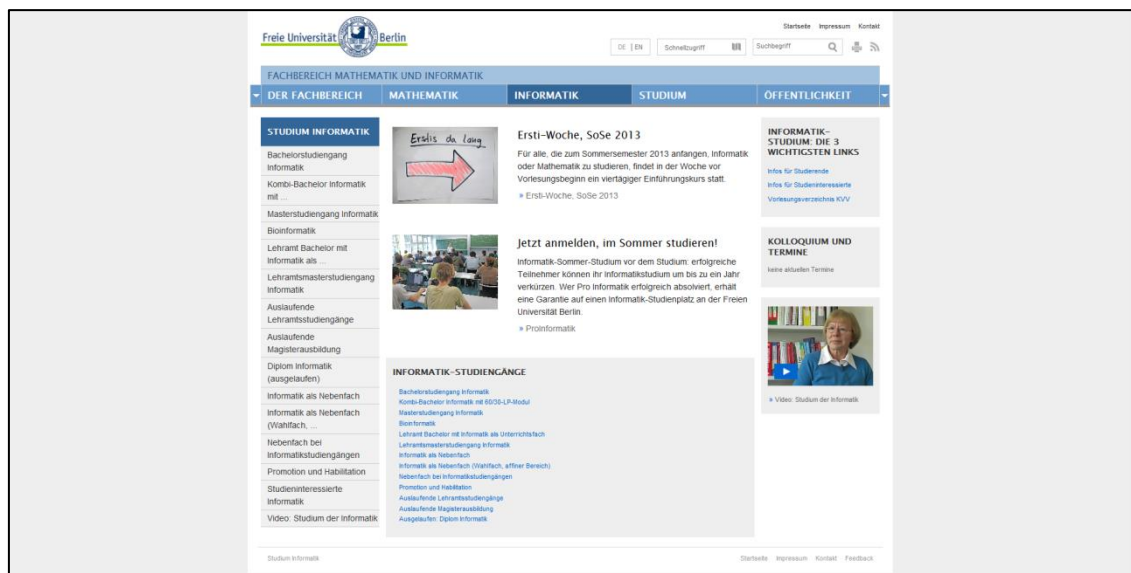 Freie Universität Berlin
Startseite Impressum Kontakt
DE | EN Schnellzugriff Suchbegriff
FACHBEREICH MATHEMATIK UND INFORMATIK
DER FACHBEREICH MATHEMATIK INFORMATIK STUDIUM ÖFFENTLICHKEIT
STUDIUM INFORMATIK
Bachelorstudiengang
Informatik
Kombi-Bachelor Informatik
mit ...
Masterstudiengang Informatik
Bioinformatik
Lehramt Bachelor mit
Informatik als ...
Lehramtsmasterstudiengang
Informatik
Auslaufende
Lehramtsstudiengänge
Auslaufende
Magisterausbildung
Diplom Informatik
(ausgelaufen)
Informatik als Nebenfach
Informatik als Nebenfach
(Wahlfach, ...
Nebenfach bei
Informatikstudiengängen
Promotion und Habilitation
Studieninteressierte
Informatik
Video: Studium der Informatik
Erstis da lang
Ersti-Woche, SoSe 2013
Für alle, die zum Sommersemester 2013 anfangen, Informatik
oder Mathematik zu studieren, findet in der Woche vor
Vorlesungsbeginn ein viertägiger Einführungskurs statt.
» Ersti-Woche, SoSe 2013
Jetzt anmelden, im Sommer studieren!
Informatik-Sommer-Studium vor dem Studium: erfolgreiche
Teilnehmer können ihr Informatikstudium um bis zu ein Jahr
verkürzen. Wer Pro Informatik erfolgreich absolviert, erhält
eine Garantie auf einen Informatik-Studienplatz an der Freien
Universität Berlin.
» ProInformatik
INFORMATIK-STUDIENGÄNGE
Bachelorstudiengang Informatik
Kombi-Bachelor Informatik mit 60/30-LP-Modul
Masterstudiengang Informatik
Bioinformatik
Lehramt Bachelor mit Informatik als Unterrichtsfach
Lehramtsmasterstudiengang Informatik
Informatik als Nebenfach
Informatik als Nebenfach (Wahlfach, affiner Bereich)
Nebenfach bei Informatikstudiengängen
Promotion und Habilitation
Auslaufende Lehramtsstudiengänge
Auslaufende Magisterausbildung
Ausgelaufen: Diplom Informatik
INFORMATIK-
STUDIUM: DIE 3
WICHTIGSTEN LINKS
Infos für Studierende
Infos für Studieninteressierte
Vorlesungsverzeichnis KVV
KOLLOQUIUM UND
TERMINE
keine aktuellen Termine
» Video: Studium der Informatik
Studium Informatik
Startseite Impressum Kontakt Feedback